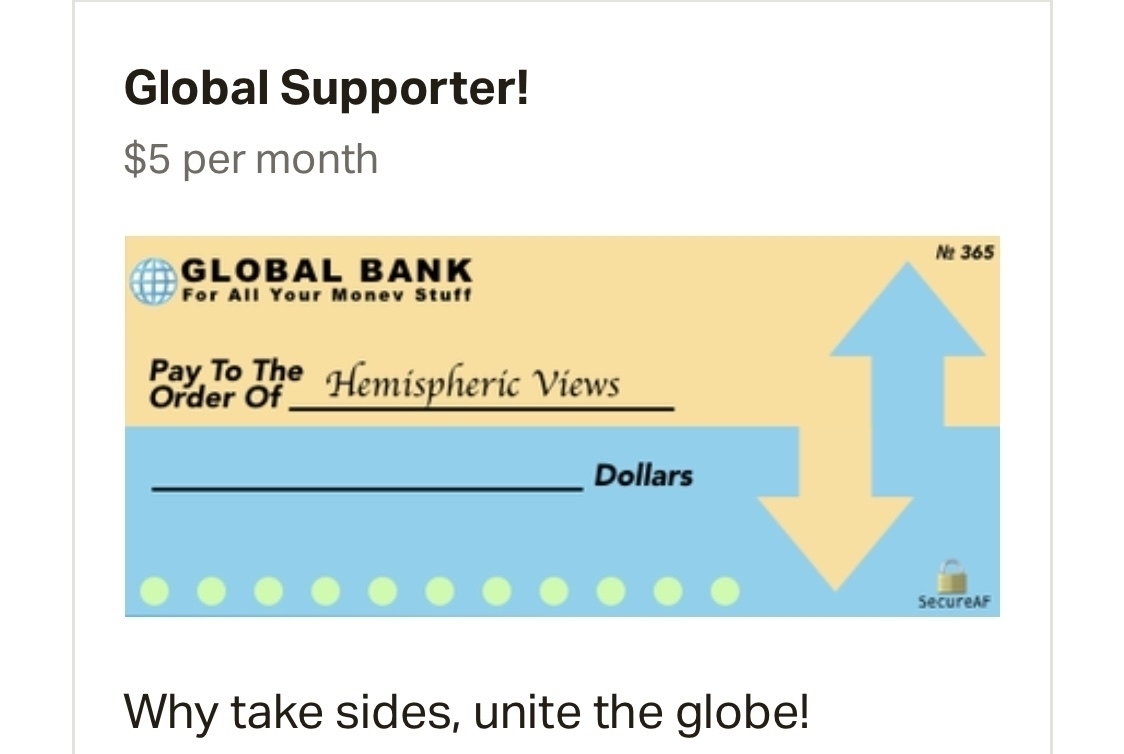 Global Supporter!
$5 per month
№ 365
GLOBAL BANK
For All Your Money Stuff
Pay To The
Order Of Hemispheric Views
Dollars
SecureAF
Why take sides, unite the globe!